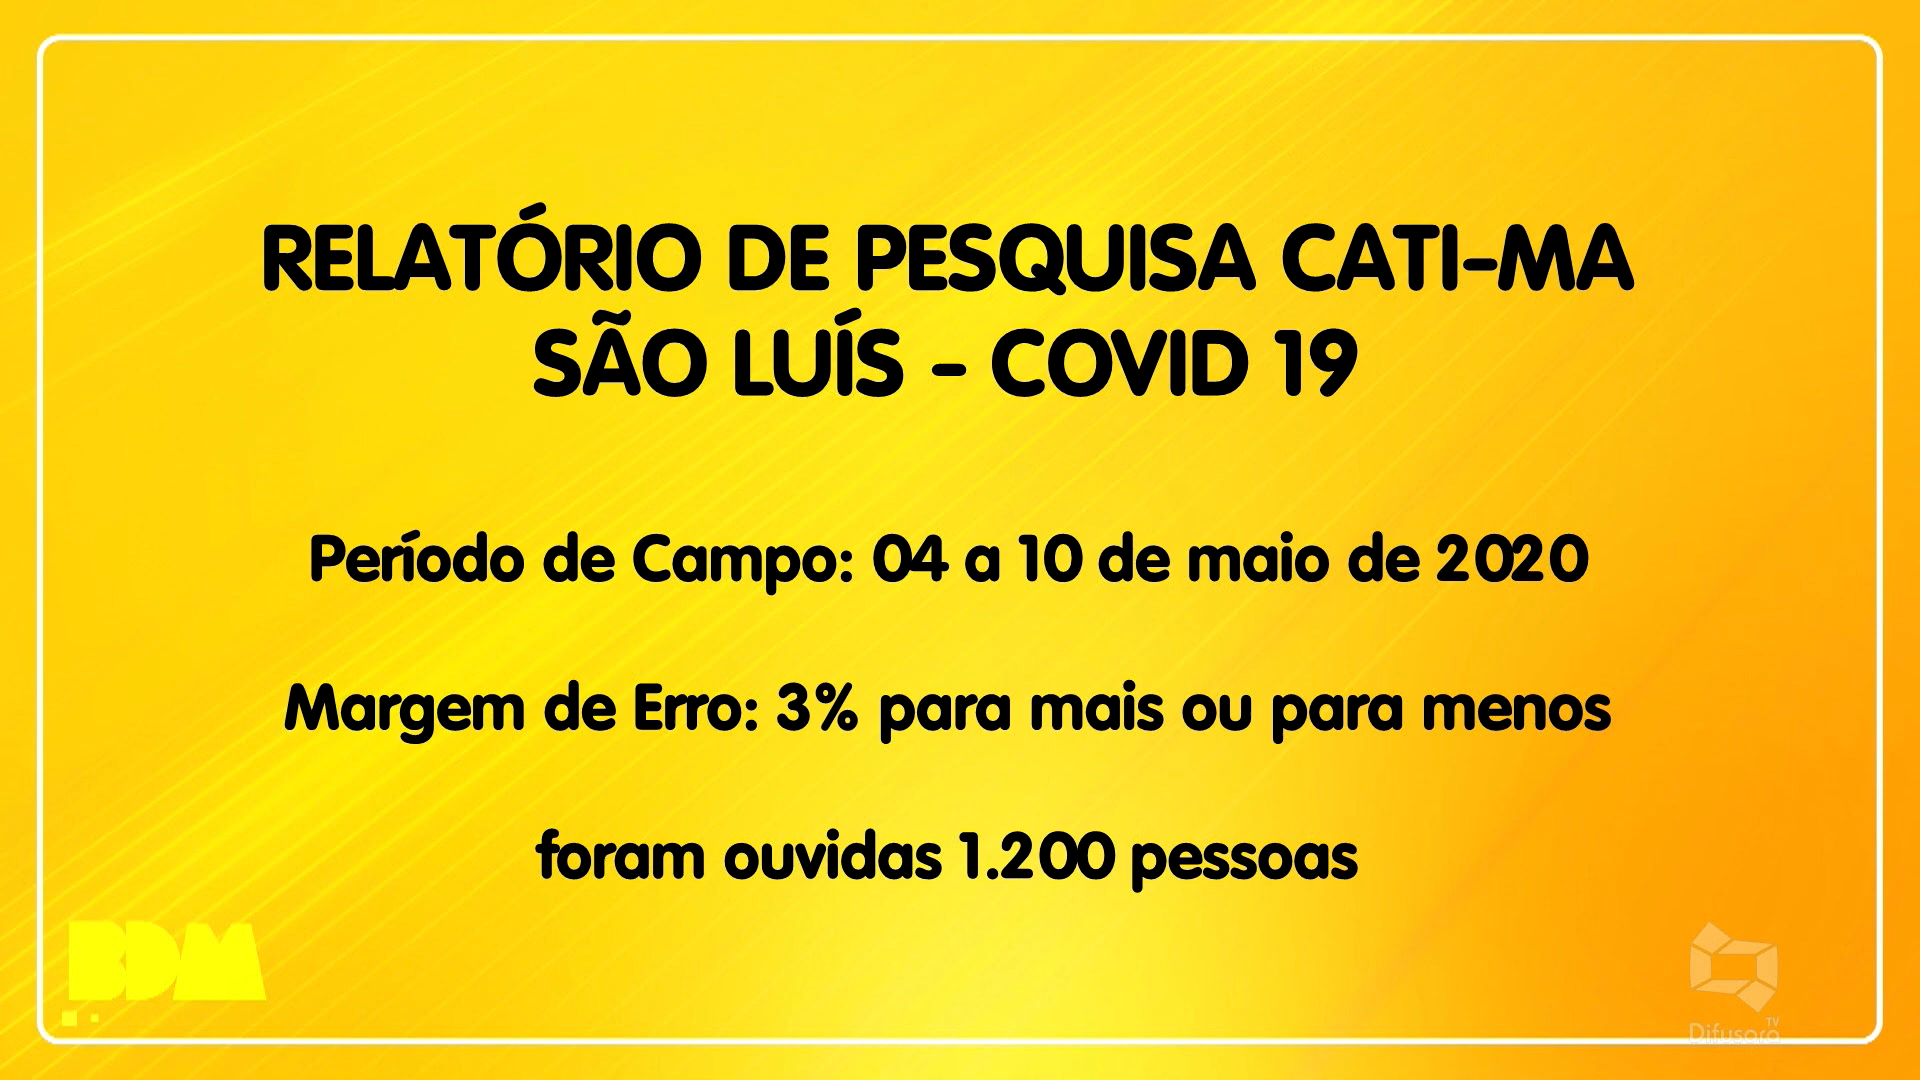 RELATÓRIO DE PESQUISA CATI-MA
SÃO LUÍS - COVID 19
Período de Campo: 04 a 10 de maio de 2020
Margem de Erro: 3% para mais ou para menos
foram ouvidas 1.200 pessoas
BDM
TV
Difusora